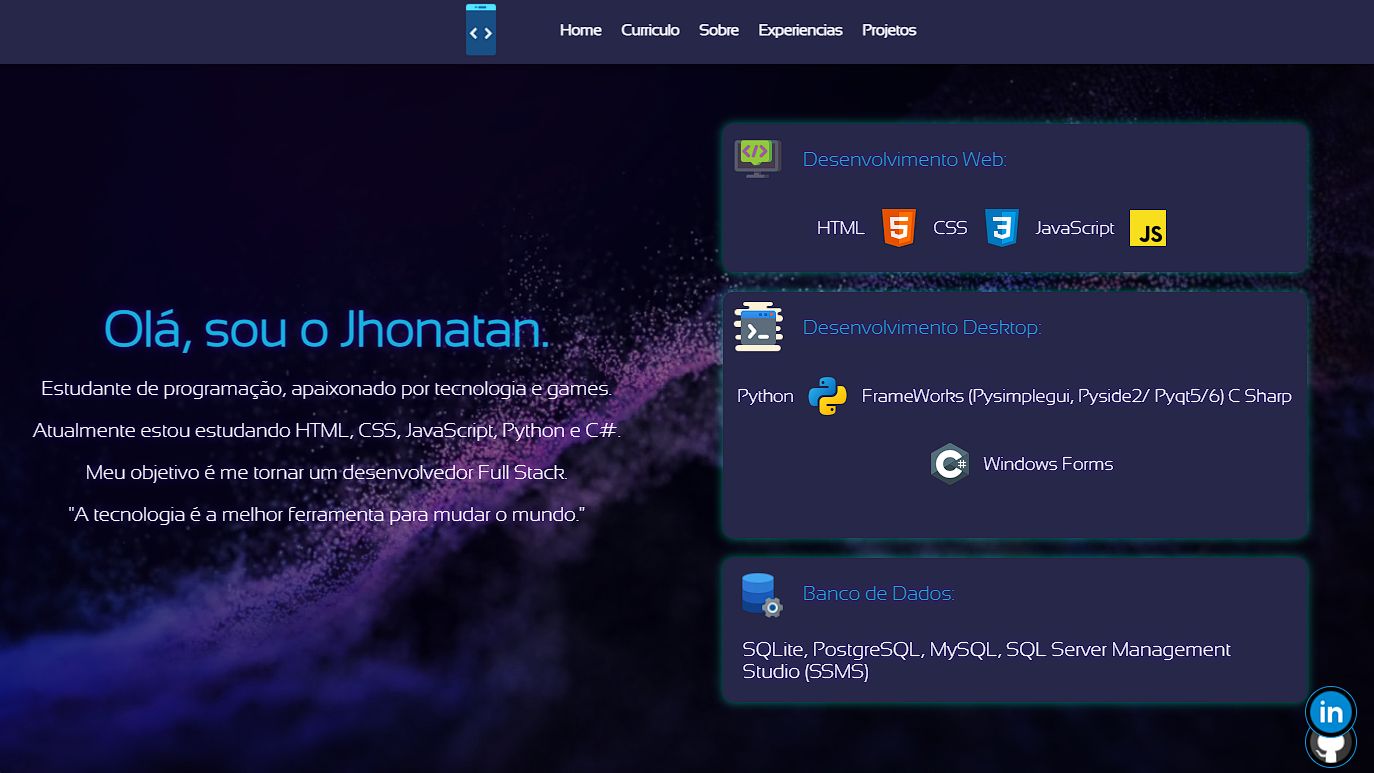 Home Curriculo Sobre Experiencias Projetos
Olá, sou o Jhonatan.
Estudante de programação, apaixonado por tecnologia e games.
Atualmente estou estudando HTML, CSS, JavaScript, Python e C#.
Meu objetivo é me tornar um desenvolvedor Full Stack.
"A tecnologia é a melhor ferramenta para mudar o mundo."
Desenvolvimento Web:
HTML 5 CSS 3 JavaScript JS
Desenvolvimento Desktop:
Python FrameWorks (Pysimplegui, Pyside2/ Pyqt5/6) C Sharp
C# Windows Forms
Banco de Dados:
SQLite, PostgreSQL, MySQL, SQL Server Management
Studio (SSMS)
in